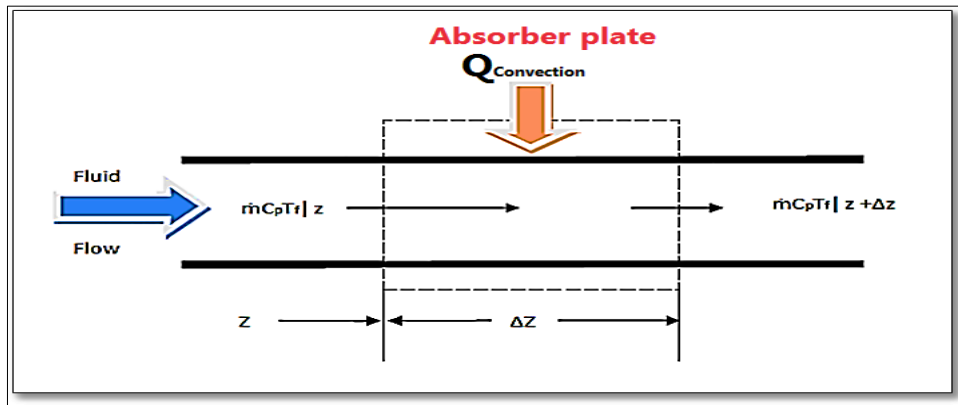 Absorber plate
QConvection
Fluid
ṁCpTf| z
ṁCpTf| z +Δz
Flow
Z
ΔZ